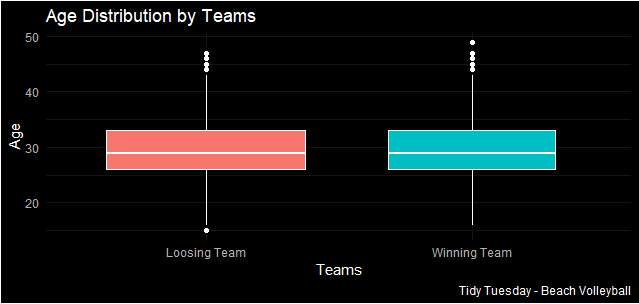 Age Distribution by Teams
50
40
30
20
Age
Loosing Team
Winning Team
Teams
Tidy Tuesday - Beach Volleyball